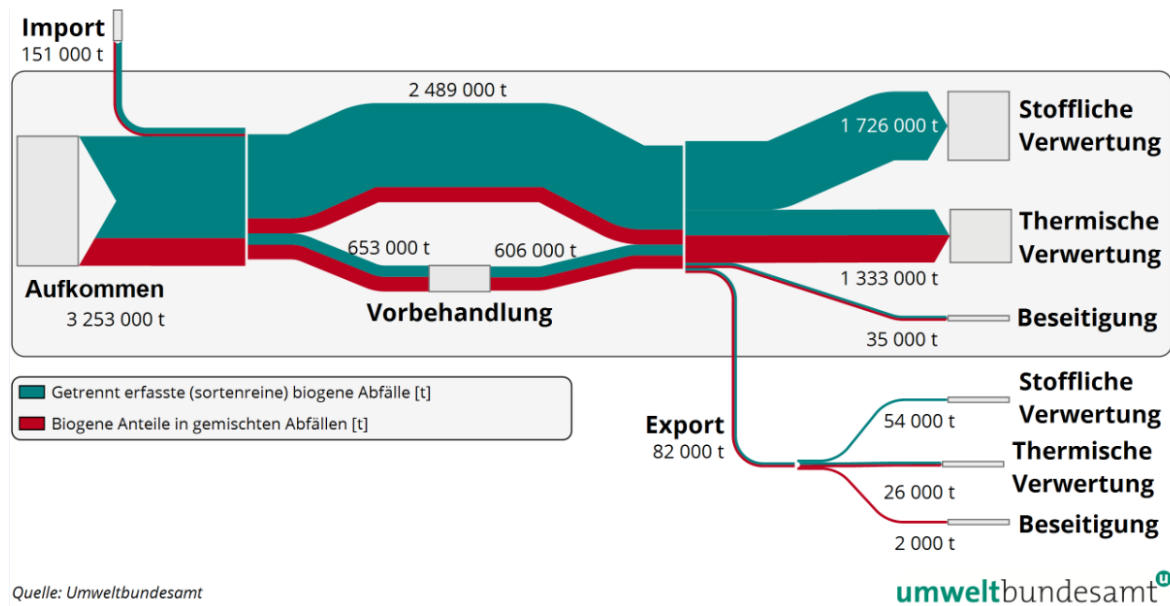 Import
151 000 t
2 489 000 t
1 726 000 t
Stoffliche
Verwertung
653 000 t
606 000 t
Thermische
Verwertung
1 333 000 t
Aufkommen
3 253 000 t
Vorbehandlung
Beseitigung
35 000 t
Getrennt erfasste (sortenreine) biogene Abfälle [t]
Biogene Anteile in gemischten Abfällen [t]
Export
82 000 t
Stoffliche
Verwertung
54 000 t
Thermische
Verwertung
26 000 t
Beseitigung
2 000 t
Quelle: Umweltbundesamt
umweltbundesamt u